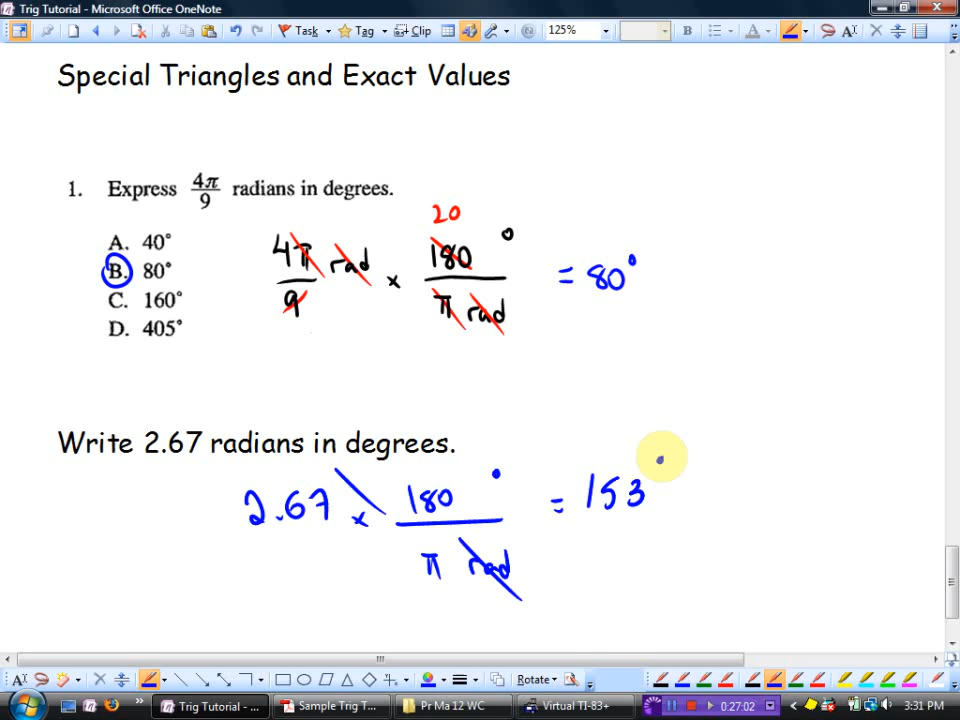 Trig Tutorial - Microsoft Office OneNote
Task Tag Clip 125% B A
Special Triangles and Exact Values
1. Express 4π/9 radians in degrees.
A. 40°
B. 80°
C. 160°
D. 405°
20
4π rad × 180° = 80°
9 π rad
Write 2.67 radians in degrees.
2.67 × 180° = 153°
π rad
Rotate
Trig Tutorial - ... Sample Trig T... Pr Ma 12 WC Virtual TI-83+ 27:02 3:31 PM